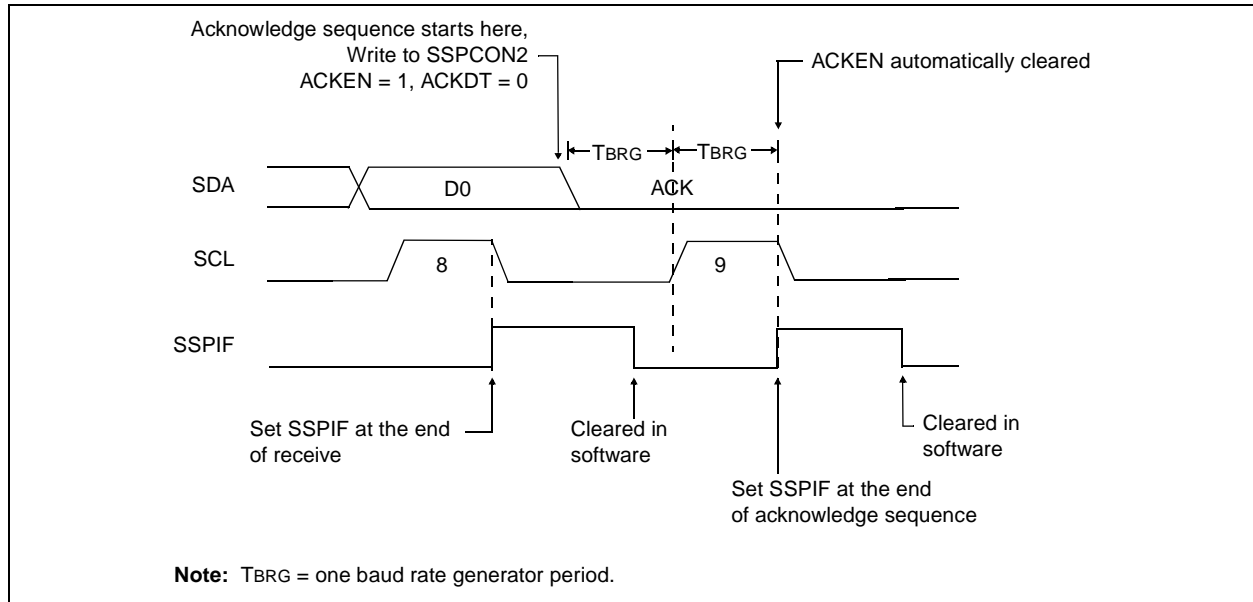 Acknowledge sequence starts here,
Write to SSPCON2
ACKEN = 1, ACKDT = 0
ACKEN automatically cleared
TBRG
TBRG
SDA
D0
ACK
SCL
8
9
SSPIF
Set SSPIF at the end
of receive
Cleared in
software
Cleared in
software
Set SSPIF at the end
of acknowledge sequence
Note: TBRG = one baud rate generator period.